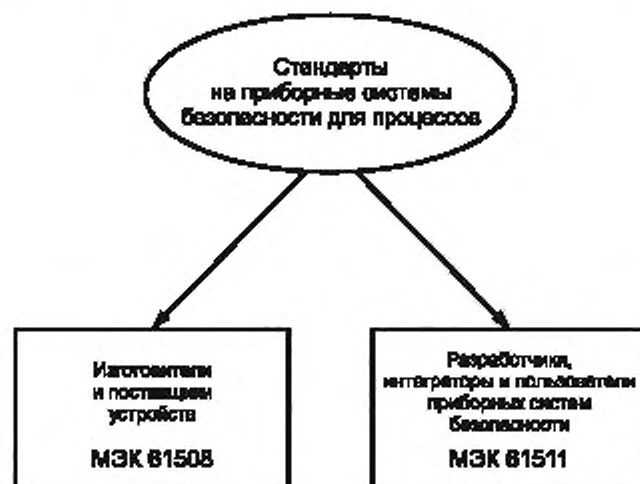 Стандарты
на приборные системы
безопасности для процессов
Изготовители
и поставщики
устройств
МЭК 61508
Разработчики,
интеграторы и пользователи
приборных систем
безопасности
МЭК 61511